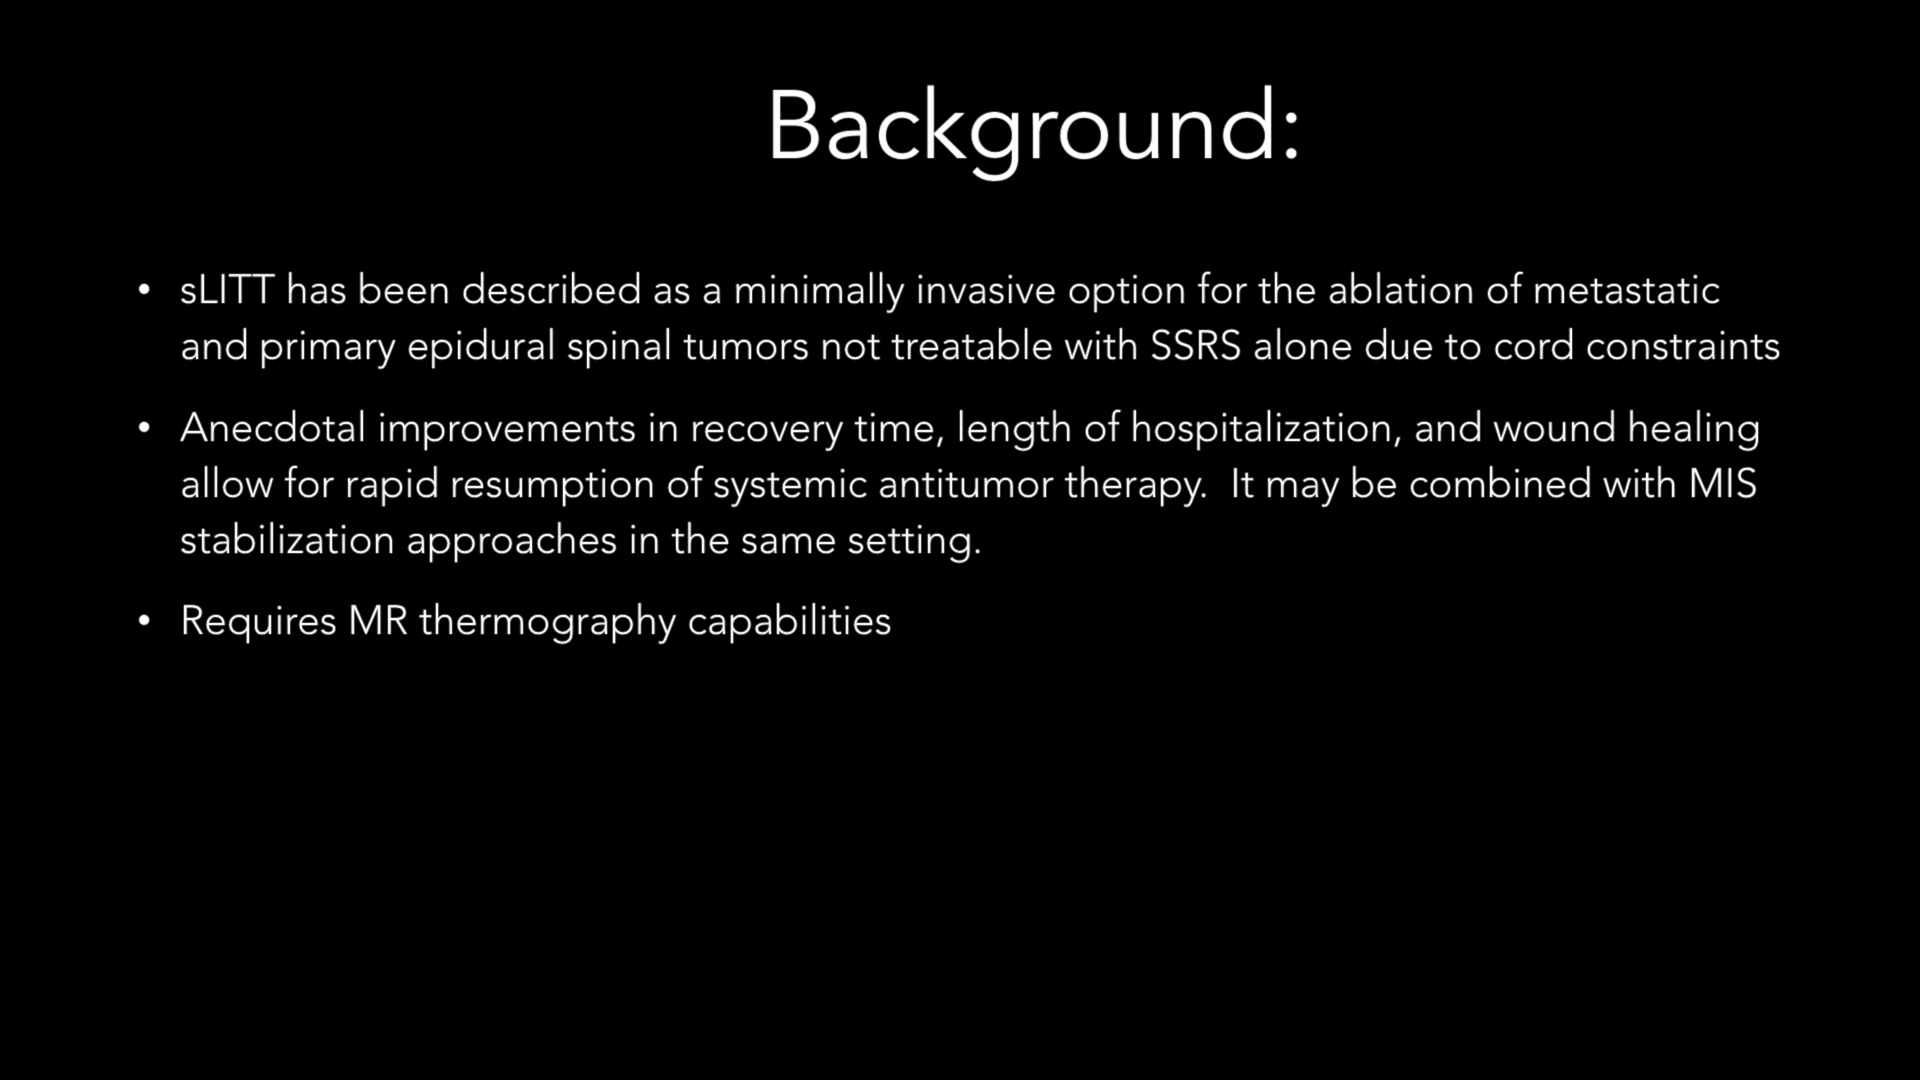 Background:
• sLITT has been described as a minimally invasive option for the ablation of metastatic
and primary epidural spinal tumors not treatable with SSRS alone due to cord constraints
• Anecdotal improvements in recovery time, length of hospitalization, and wound healing
allow for rapid resumption of systemic antitumor therapy.  It may be combined with MIS
stabilization approaches in the same setting.
• Requires MR thermography capabilities